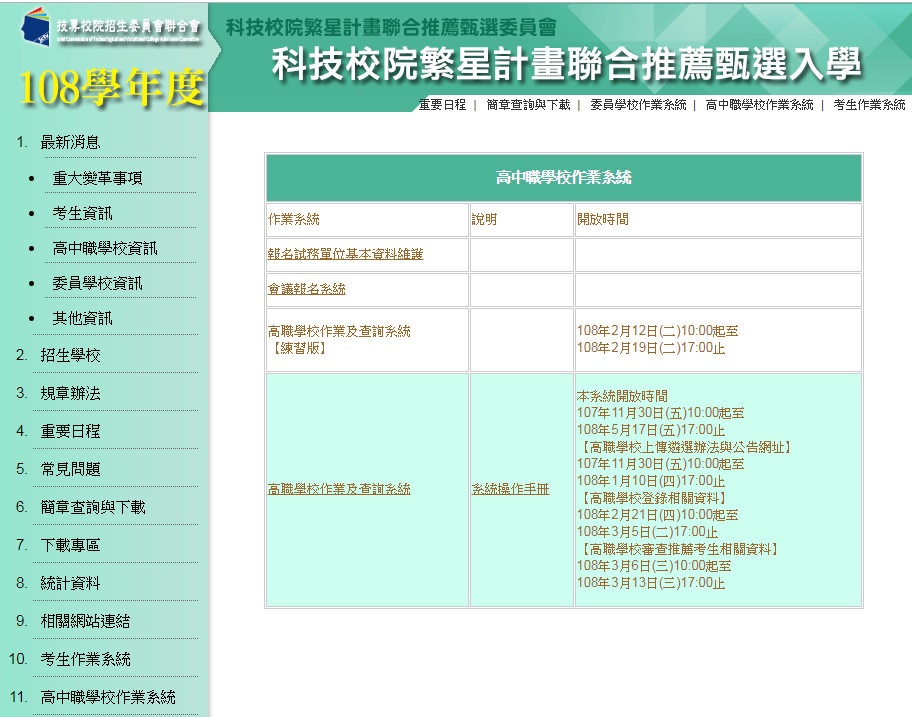 技專校院招生委員會聯合會
108學年度
科技校院繁星計畫聯合推薦甄選委員會
科技校院繁星計畫聯合推薦甄選入學
重要日程 | 簡章查詢與下載 | 委員學校作業系統 | 高中職學校作業系統 | 考生作業系統
1. 最新消息
• 重大變革事項
• 考生資訊
• 高中職學校資訊
• 委員學校資訊
• 其他資訊
2. 招生學校
3. 規章辦法
4. 重要日程
5. 常見問題
6. 簡章查詢與下載
7. 下載專區
8. 統計資料
9. 相關網站連結
10. 考生作業系統
11. 高中職學校作業系統
高中職學校作業系統
作業系統 說明 開放時間
報名試務單位基本資料維護
會議報名系統
高職學校作業及查詢系統
【練習版】
108年2月12日(二)10:00起至
108年2月19日(二)17:00止
高職學校作業及查詢系統
系統操作手冊
本系統開放時間
107年11月30日(五)10:00起至
108年5月17日(五)17:00止
【高職學校上傳遴選辦法與公告網址】
107年11月30日(五)10:00起至
108年1月10日(四)17:00止
【高職學校登錄相關資料】
108年2月21日(四)10:00起至
108年3月5日(二)17:00止
【高職學校審查推薦考生相關資料】
108年3月6日(三)10:00起至
108年3月13日(三)17:00止